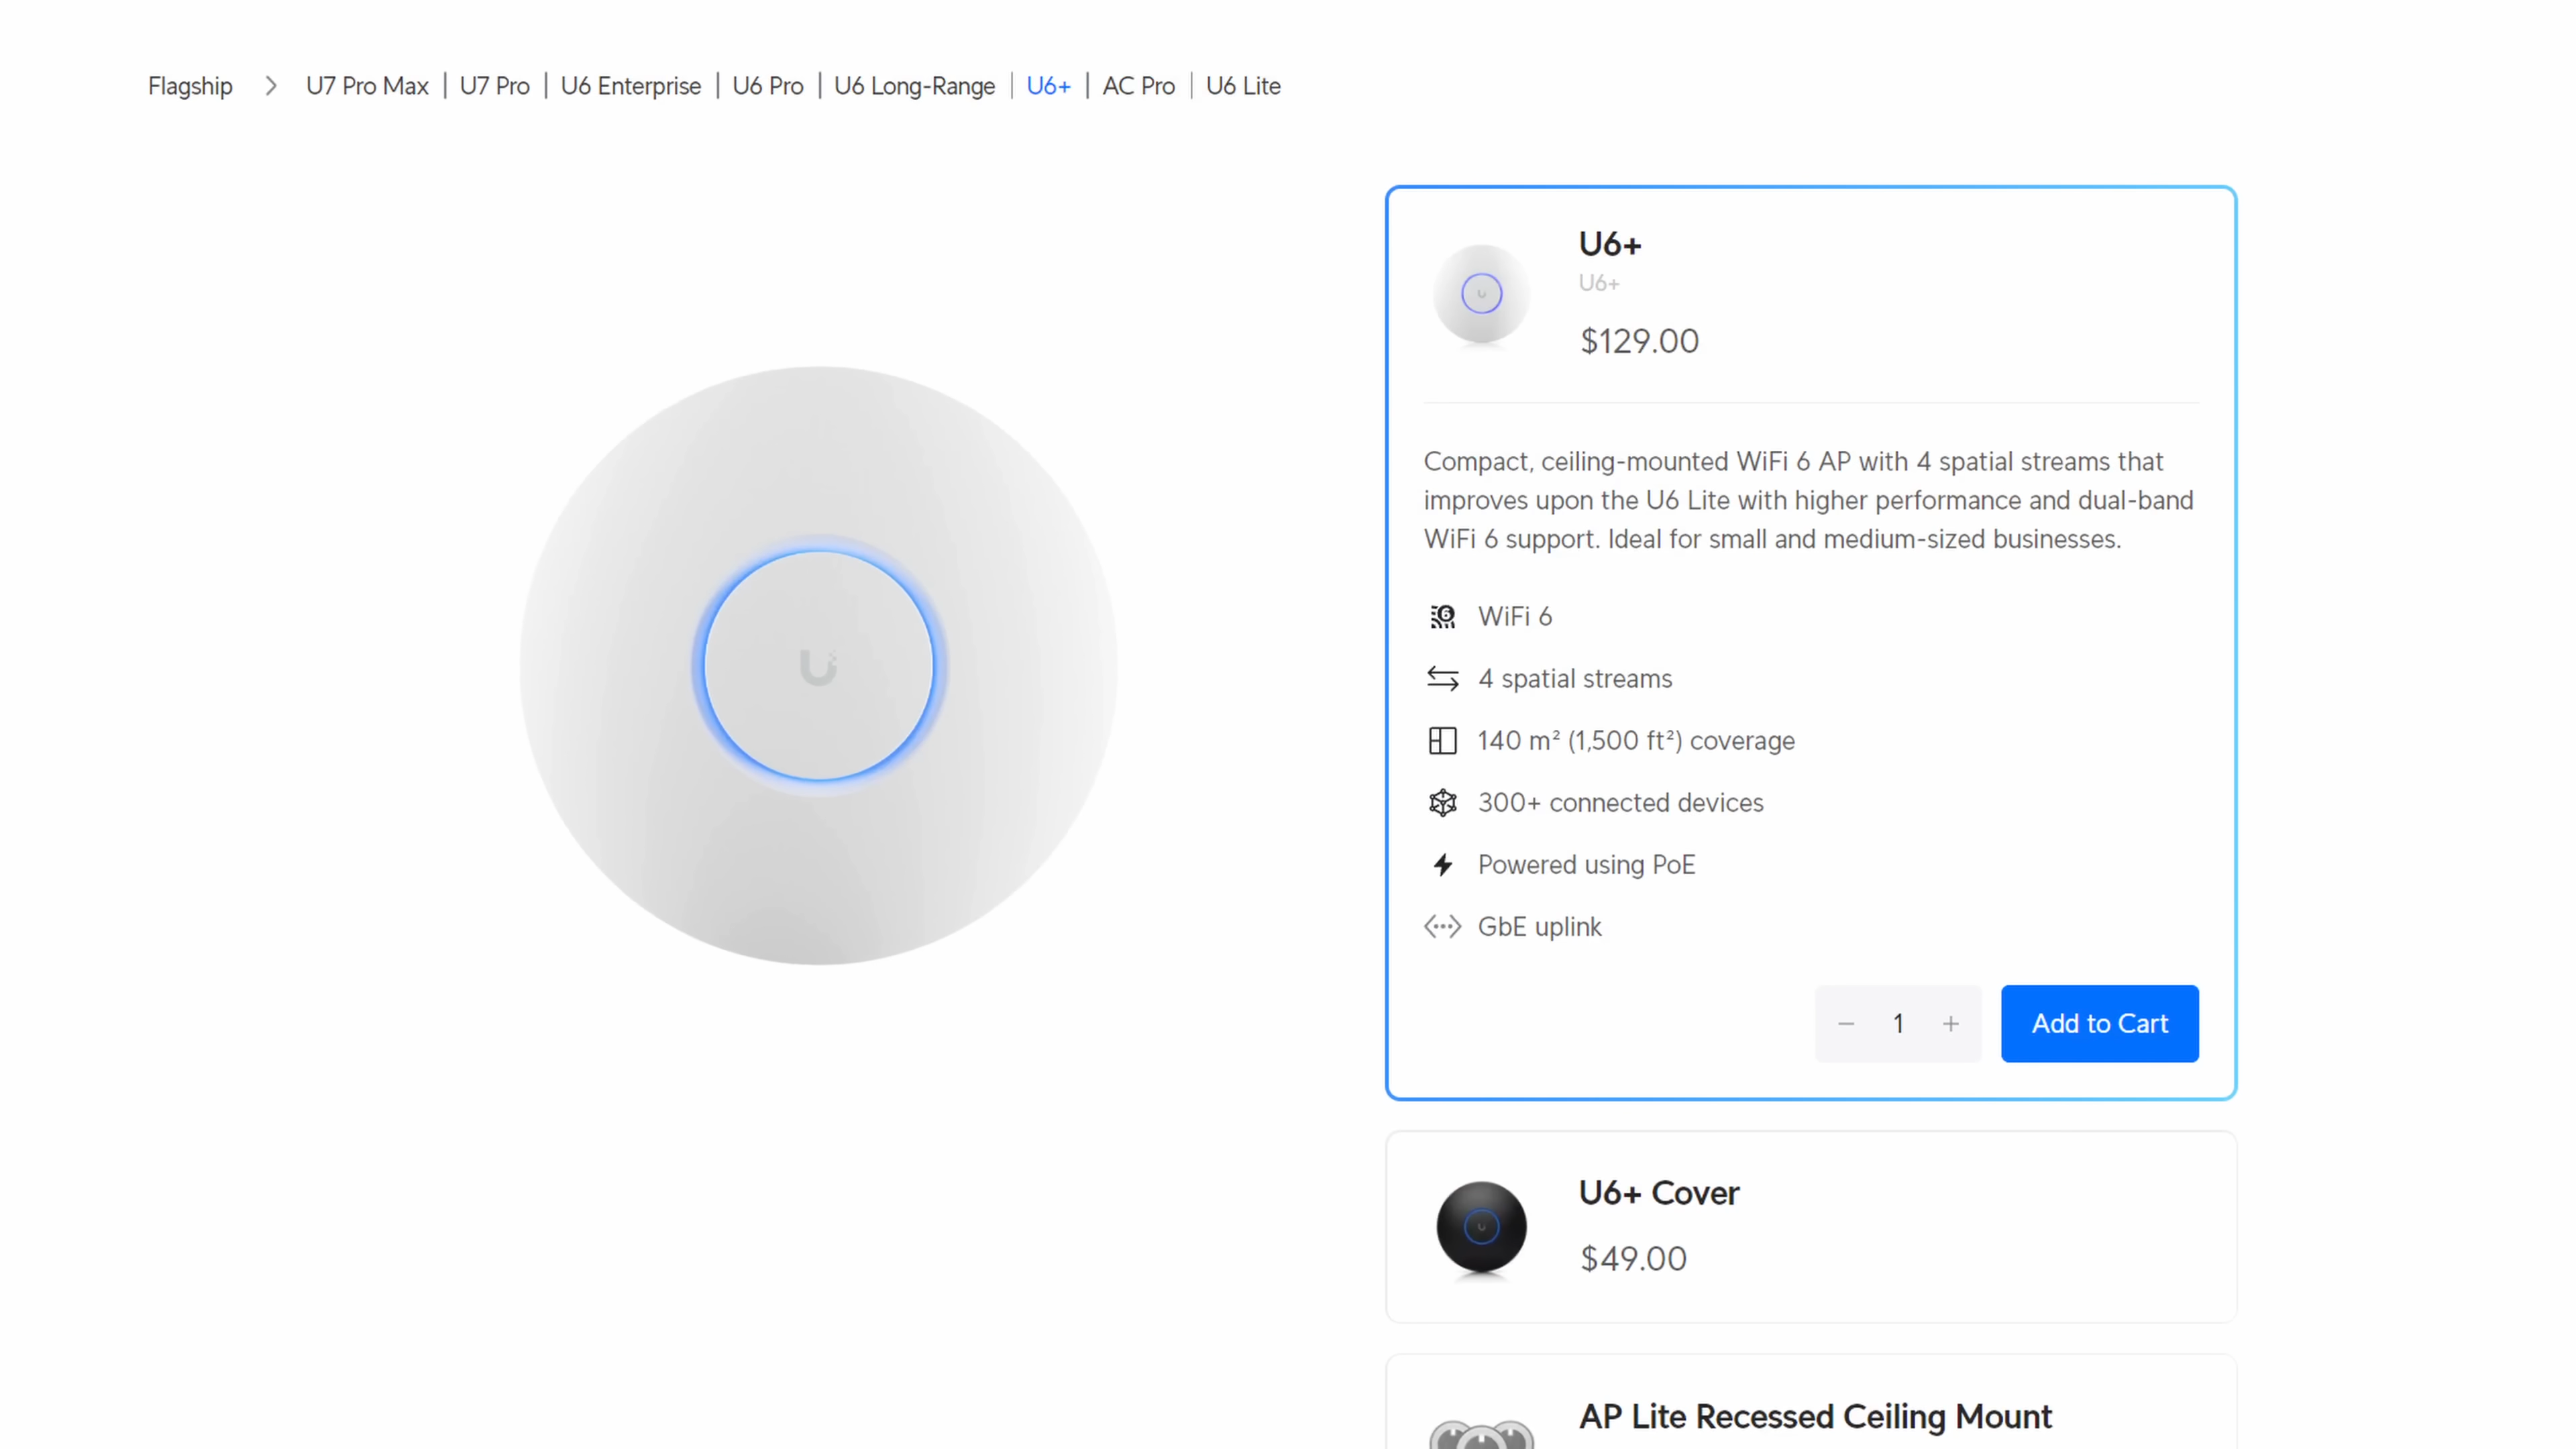 Flagship > U7 Pro Max | U7 Pro | U6 Enterprise | U6 Pro | U6 Long-Range | U6+ | AC Pro | U6 Lite
U6+
U6+
$129.00
Compact, ceiling-mounted WiFi 6 AP with 4 spatial streams that
improves upon the U6 Lite with higher performance and dual-band
WiFi 6 support. Ideal for small and medium-sized businesses.
WiFi 6
4 spatial streams
140 m² (1,500 ft²) coverage
300+ connected devices
Powered using PoE
GbE uplink
− 1 + Add to Cart
U6+ Cover
$49.00
AP Lite Recessed Ceiling Mount